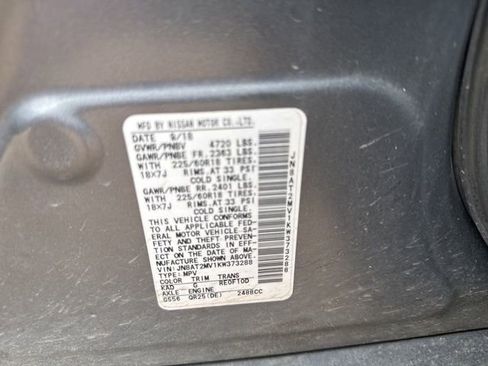 MFD BY NISSAN MOTOR CO.,LTD.
DATE 9/18
GVWR/PNBV 4720 LBS.
GAWR/PNBE FR. 2363 LBS.
WITH 225/60R18 TIRES.
18X7J RIMS.AT 33 PSI
COLD SINGLE.
GAWR/PNBE RR. 2401 LBS.
WITH 225/60R18 TIRES.
18X7J RIMS.AT 33 PSI
COLD SINGLE.
THIS VEHICLE CONFORMS
TO ALL APPLICABLE FED-
ERAL MOTOR VEHICLE SA-
FETY AND THEFT PREVENTION
STANDARDS IN EFF-
ECT ON THE DATE OF MA-
NUFACTURE SHOWN ABOVE.
VIN:JN8AT2MV1KW373288
TYPE: MPV
COLOR TRIM TRANS
KAD G RE0F10D
AXLE ENGINE
GS56 QR25(DE) 2488CC
JN8AT2MV1KW373288